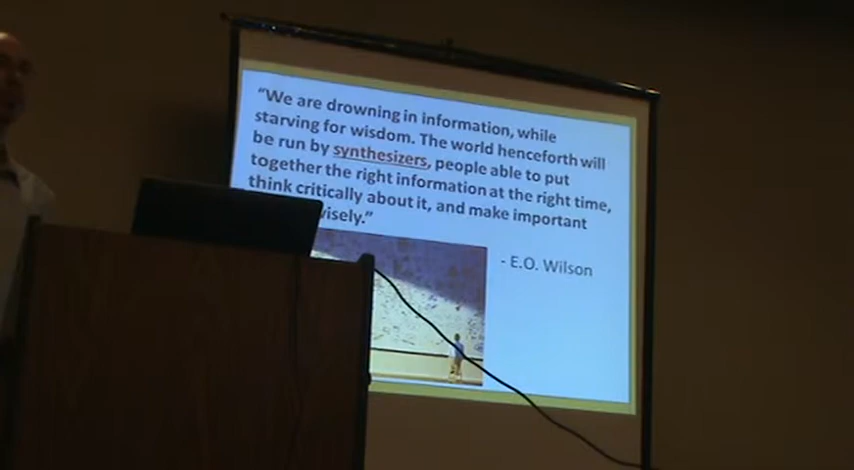 “We are drowning in information, while
starving for wisdom. The world henceforth will
be run by synthesizers, people able to put
together the right information at the right time,
think critically about it, and make important
wisely.”
- E.O. Wilson